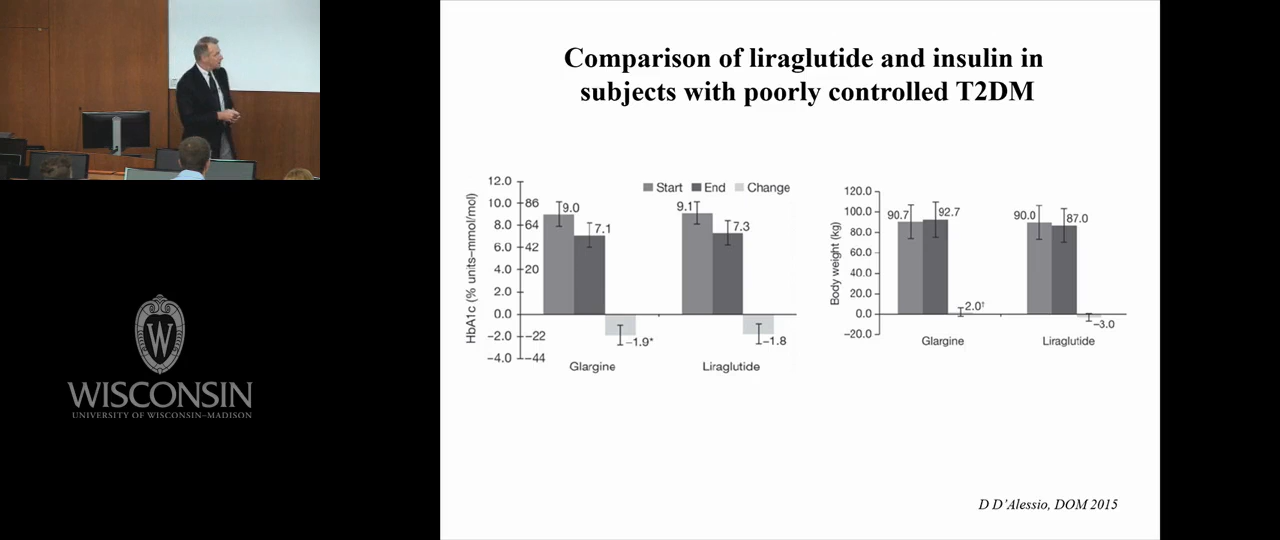 Comparison of liraglutide and insulin in
subjects with poorly controlled T2DM
HbA1c (% units–mmol/mol)
12.0
10.0
8.0
6.0
4.0
2.0
0.0
−2.0
−4.0
86
64
42
20
−22
−44
Start End Change
9.0
7.1
−1.9*
9.1
7.3
−1.8
Glargine
Liraglutide
Body weight (kg)
120.0
100.0
80.0
60.0
40.0
20.0
0.0
−20.0
90.7
92.7
2.0†
90.0
87.0
−3.0
Glargine
Liraglutide
D D’Alessio, DOM 2015
W
WISCONSIN
UNIVERSITY OF WISCONSIN–MADISON